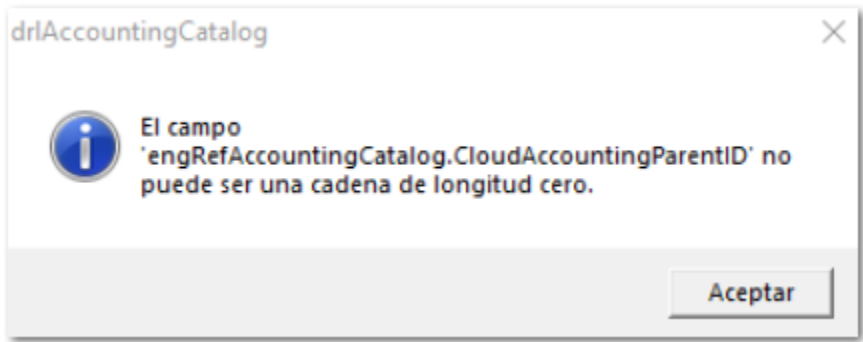 drlAccountingCatalog
El campo
'engRefAccountingCatalog.CloudAccountingParentID' no
puede ser una cadena de longitud cero.
Aceptar